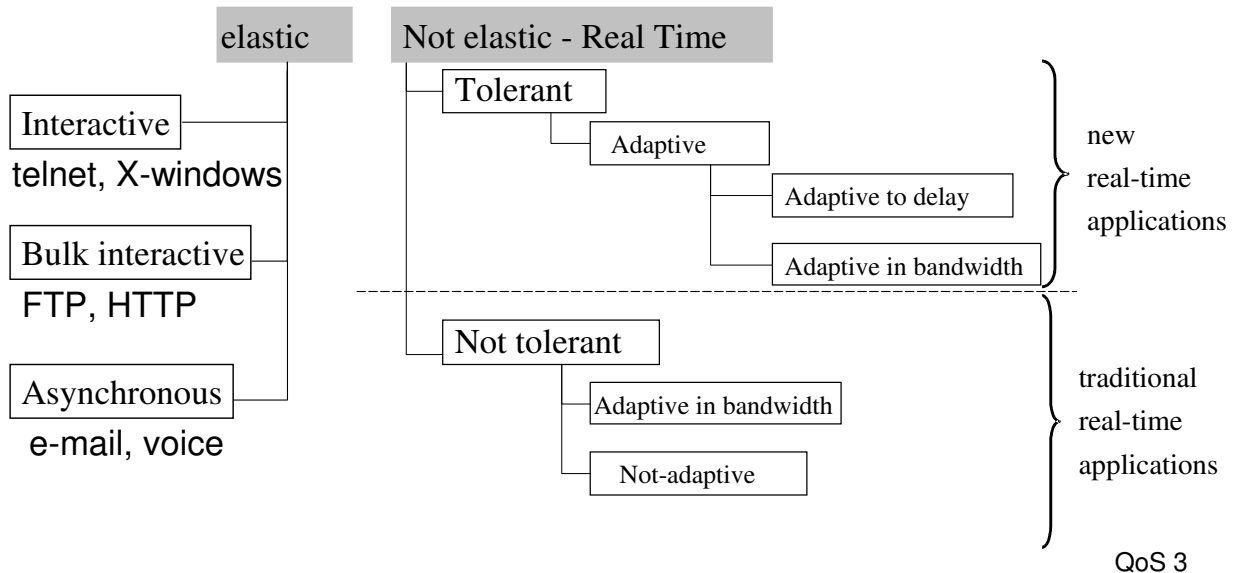 elastic
Not elastic - Real Time
Interactive
telnet, X-windows
Bulk interactive
FTP, HTTP
Asynchronous
e-mail, voice
Tolerant
Adaptive
Adaptive to delay
Adaptive in bandwidth
new
real-time
applications
Not tolerant
Adaptive in bandwidth
Not-adaptive
traditional
real-time
applications
QoS 3